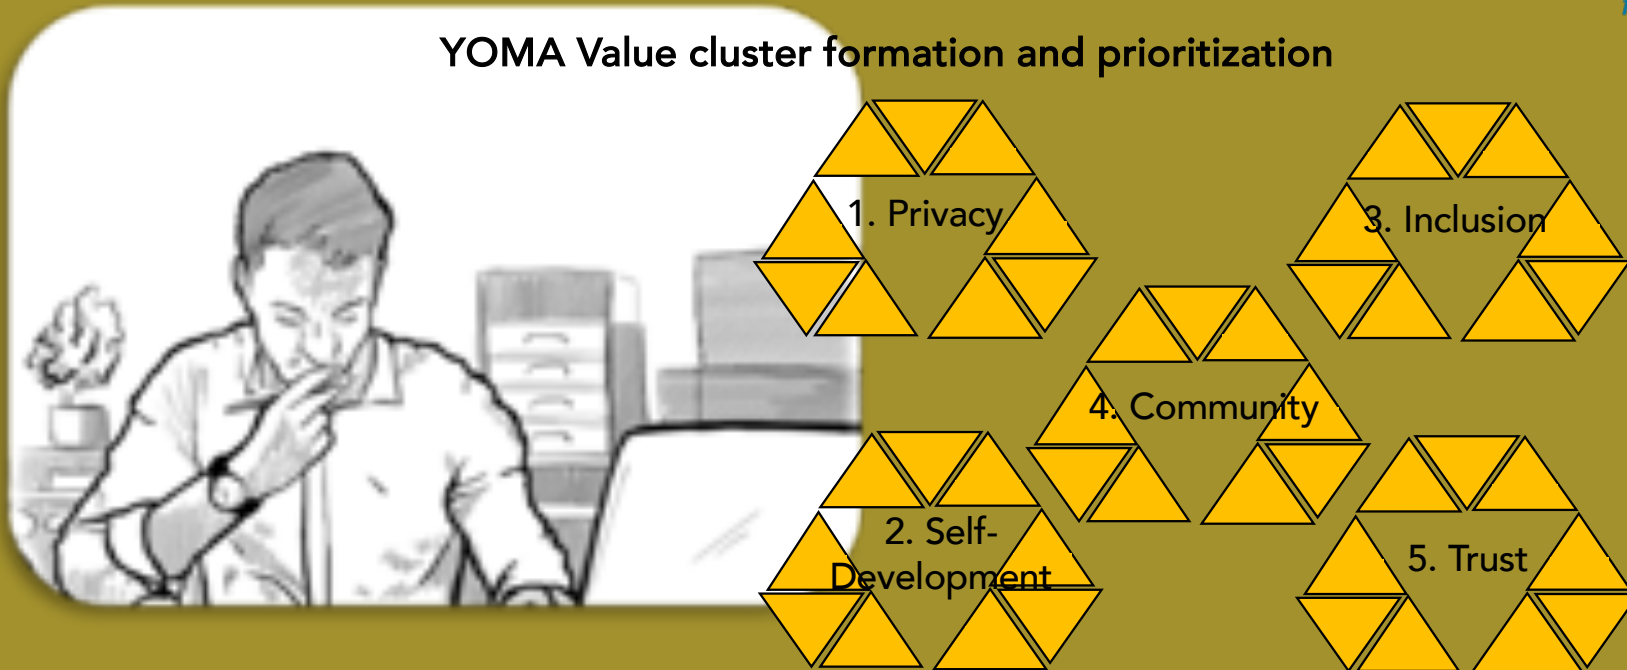 YOMA Value cluster formation and prioritization
1. Privacy
3. Inclusion
4. Community
2. Self-
Development
5. Trust